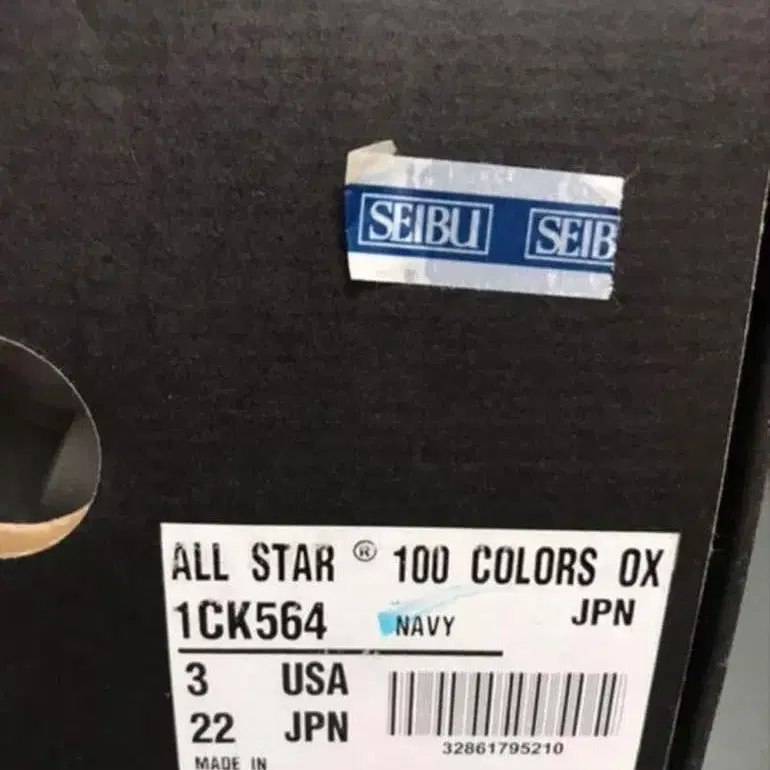 SEIBU SEIB
ALL STAR ® 100 COLORS OX
1CK564 NAVY JPN
3 USA
22 JPN
32861795210
MADE IN